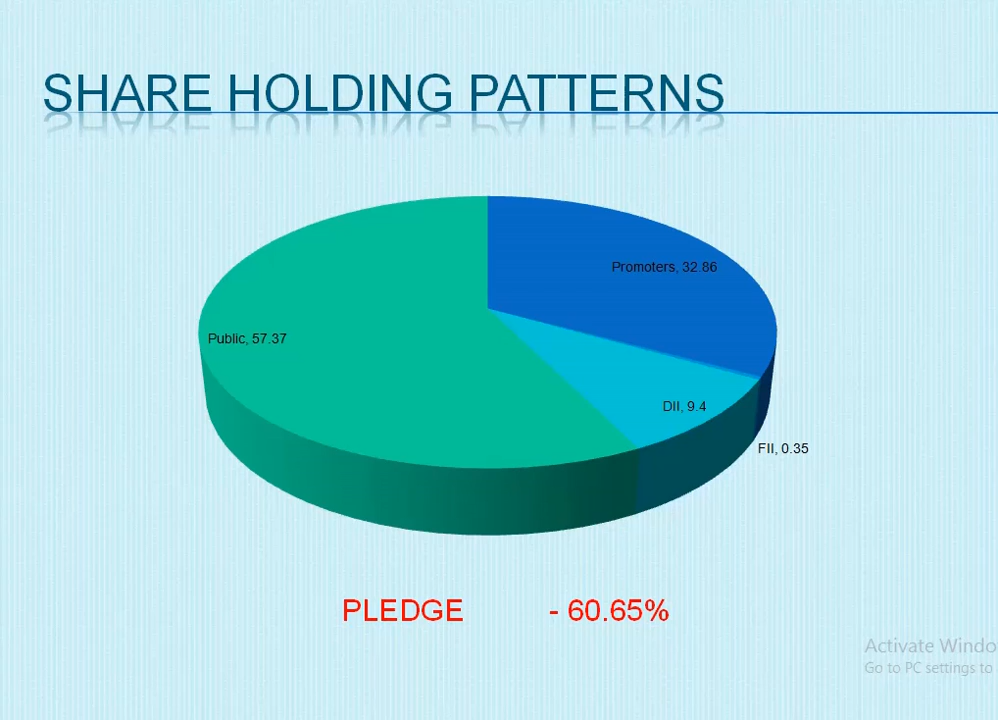 SHARE HOLDING PATTERNS
Promoters, 32.86
Public, 57.37
DII, 9.4
FII, 0.35
PLEDGE - 60.65%
Activate Windo
Go to PC settings to